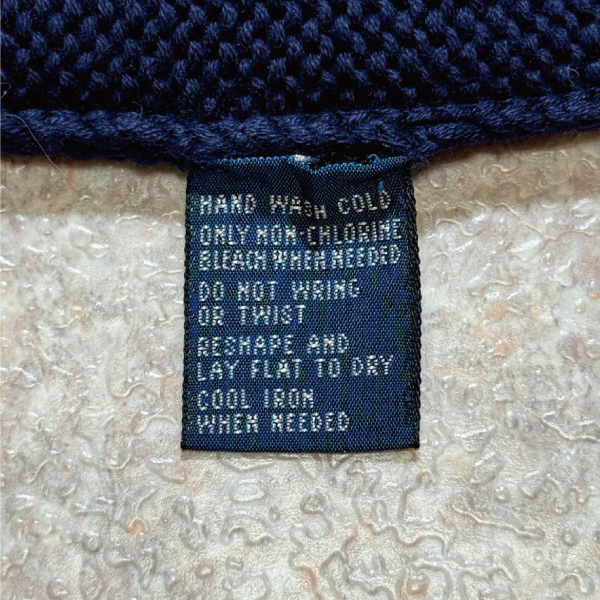 HAND WASH COLD
ONLY NON-CHLORINE
BLEACH WHEN NEEDED
DO NOT WRING
OR TWIST
RESHAPE AND
LAY FLAT TO DRY
COOL IRON
WHEN NEEDED